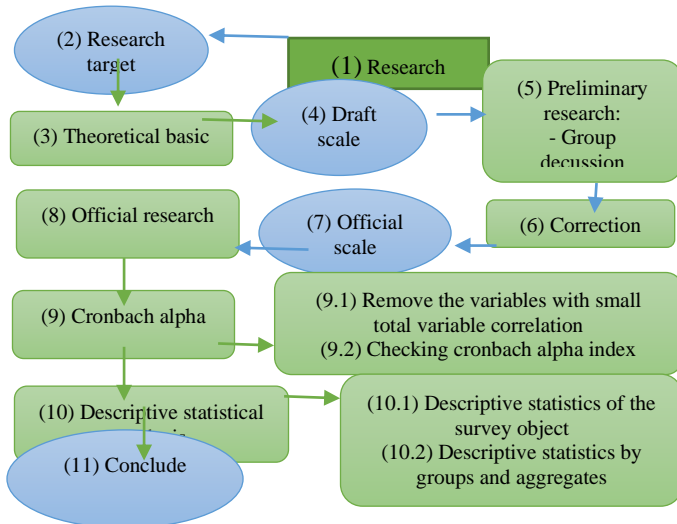 (2) Research
target
(1) Research
(5) Preliminary
research:
- Group
decussion
(4) Draft
scale
(3) Theoretical basic
(8) Official research
(7) Official
scale
(6) Correction
(9) Cronbach alpha
(9.1) Remove the variables with small
total variable correlation
(9.2) Checking cronbach alpha index
(10) Descriptive statistical
(10.1) Descriptive statistics of the
survey object
(10.2) Descriptive statistics by
groups and aggregates
(11) Conclude